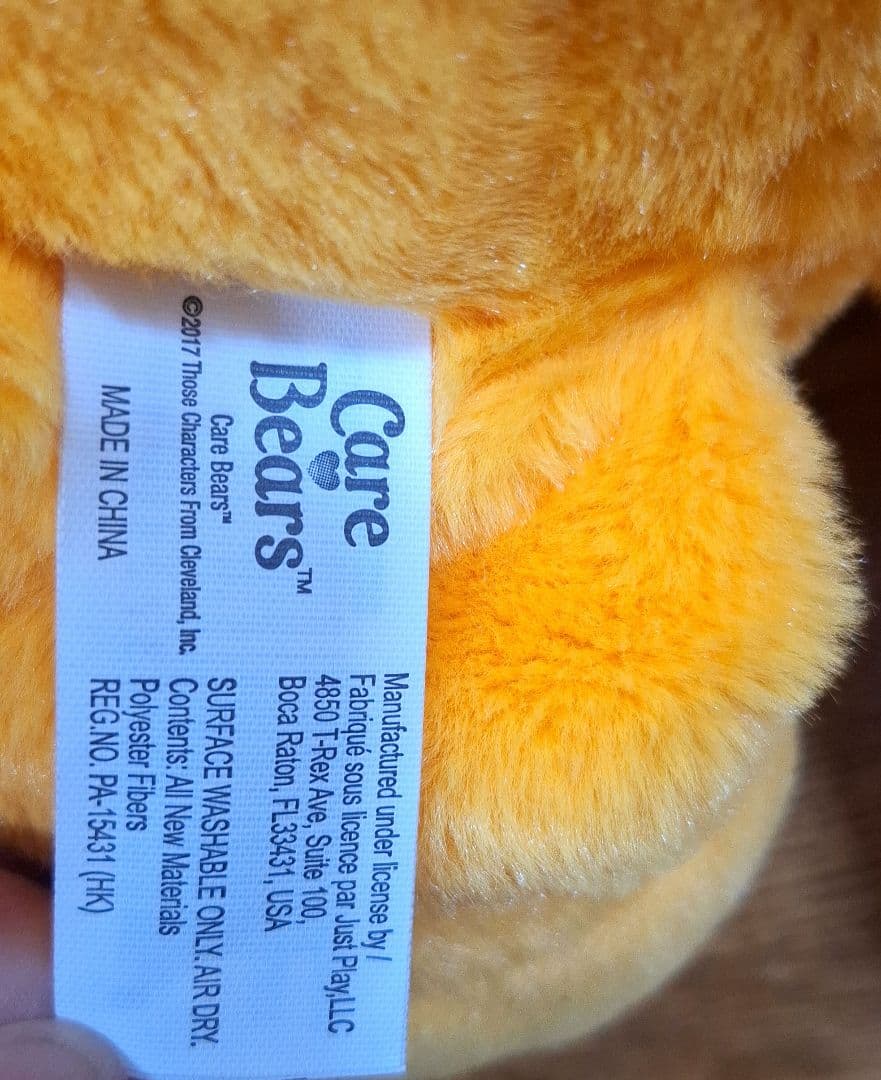 Care
Bears™
Care Bears™
©2017 Those Characters From Cleveland, Inc.
MADE IN CHINA
Manufactured under license by /
Fabriqué sous licence par Just Play,LLC
4850 T-Rex Ave, Suite 100,
Boca Raton, FL33431, USA
SURFACE WASHABLE ONLY. AIR DRY.
Contents: All New Materials
Polyester Fibers
REG.NO. PA-15431 (HK)